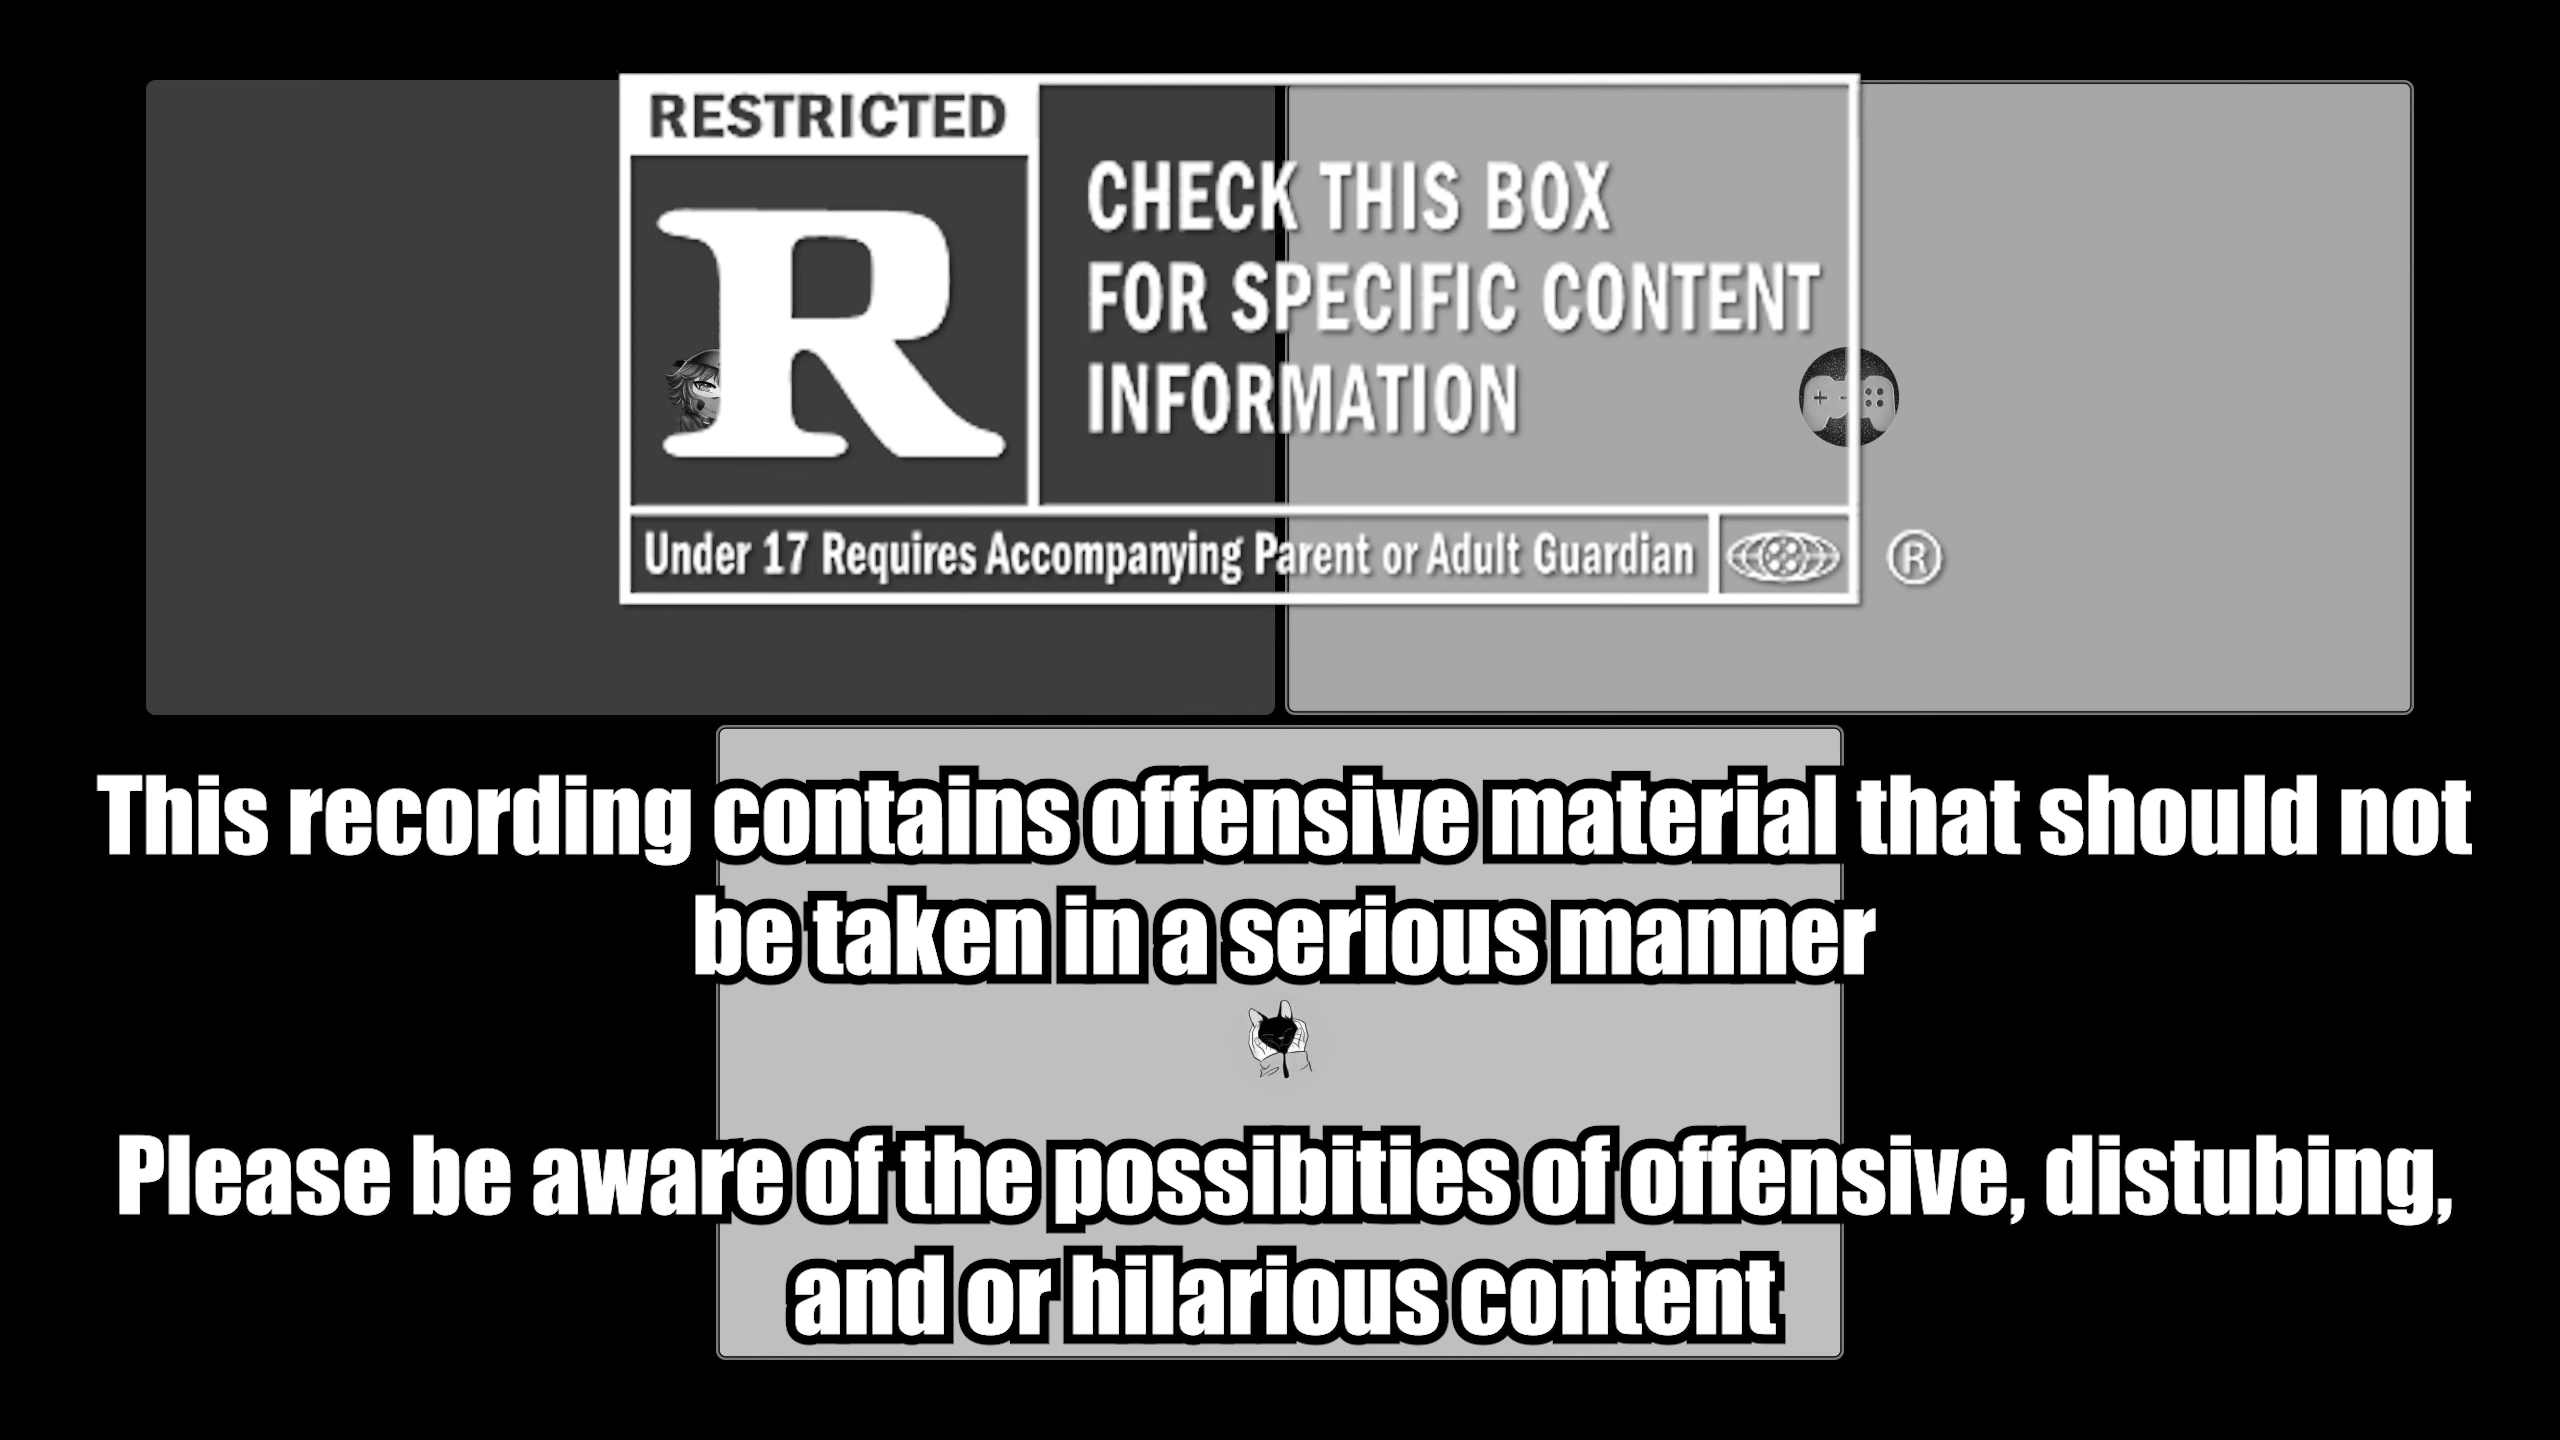 RESTRICTED
R
CHECK THIS BOX
FOR SPECIFIC CONTENT
INFORMATION
Under 17 Requires Accompanying Parent or Adult Guardian
®
This recording contains offensive material that should not
be taken in a serious manner
Please be aware of the possibities of offensive, distubing,
and or hilarious content